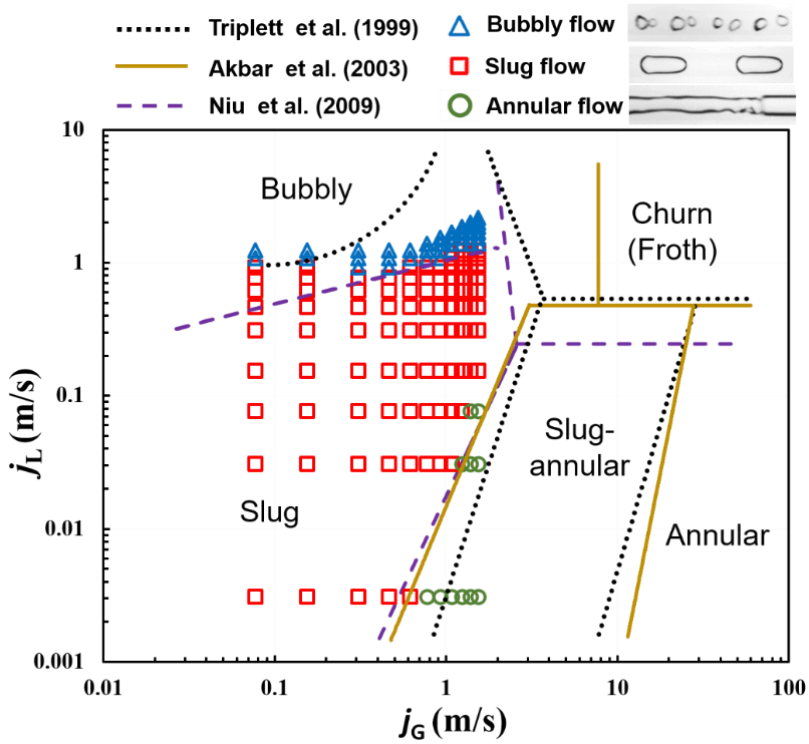 Triplett et al. (1999)
Bubbly flow
Akbar et al. (2003)
Slug flow
Niu et al. (2009)
Annular flow
10
1
0.1
0.01
0.001
jL (m/s)
Bubbly
Churn
(Froth)
Slug-
annular
Slug
Annular
0.01
0.1
1
10
100
jG (m/s)